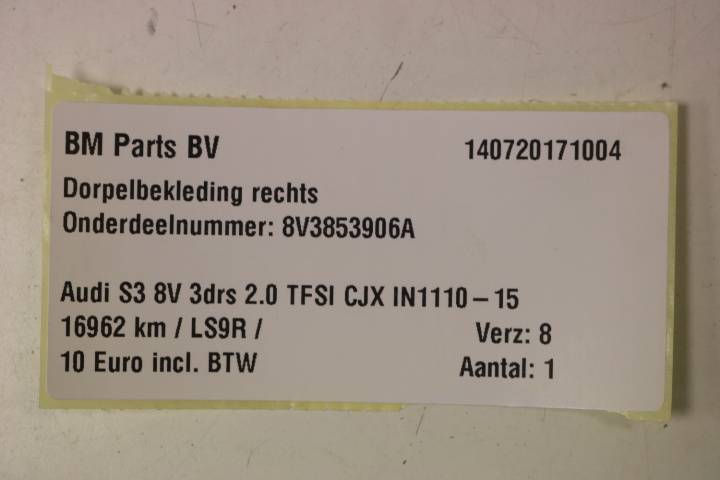 BM Parts BV 140720171004
Dorpelbekleding rechts
Onderdeelnummer: 8V3853906A
Audi S3 8V 3drs 2.0 TFSI CJX IN1110-15
16962 km / LS9R / Verz: 8
10 Euro incl. BTW Aantal: 1